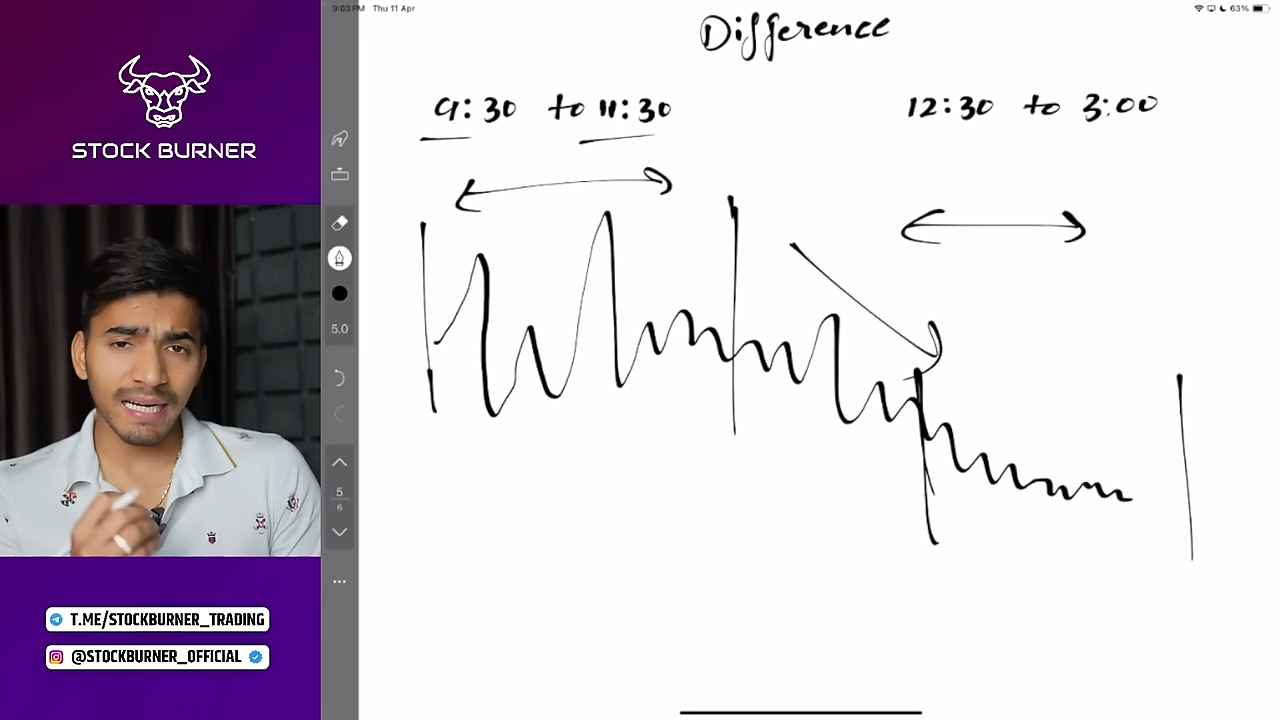 9:03 PM Thu 11 Apr
63%
Difference
9:30 to 11:30
12:30 to 3:00
STOCK BURNER
5.0
5
6
T.ME/STOCKBURNER_TRADING
@STOCKBURNER_OFFICIAL